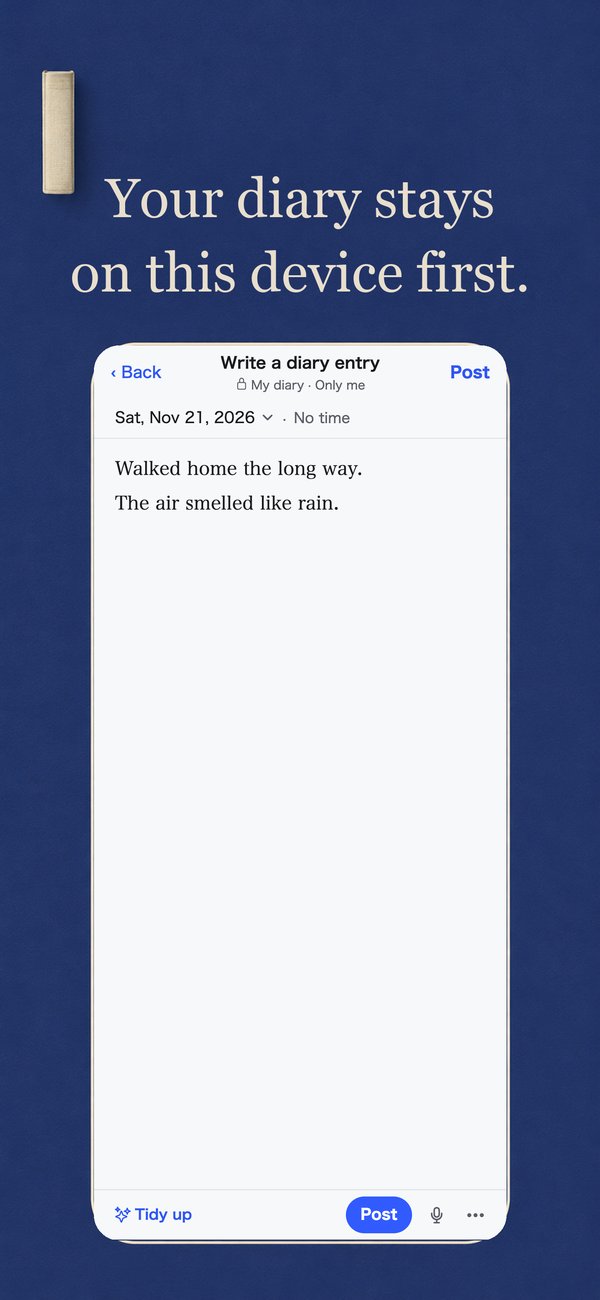 Your diary stays
on this device first.
‹ Back
Write a diary entry
Post
My diary · Only me
Sat, Nov 21, 2026 · No time
Walked home the long way.
The air smelled like rain.
Tidy up
Post